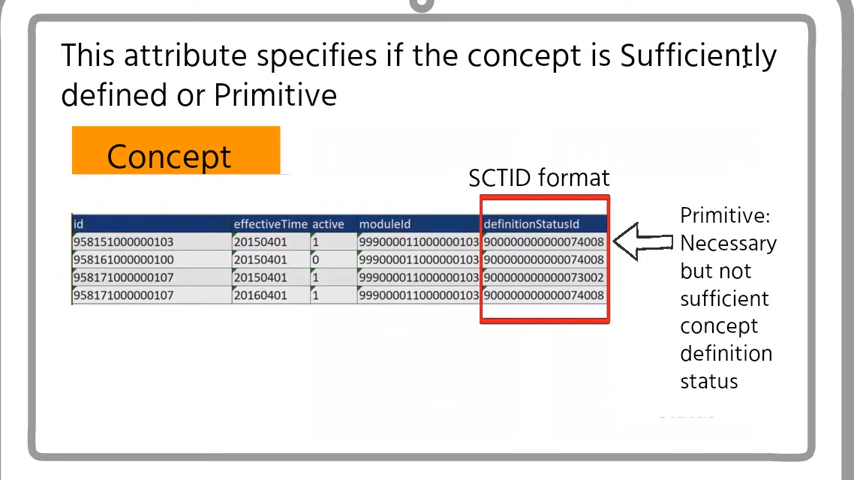 This attribute specifies if the concept is Sufficiently
defined or Primitive
Concept
SCTID format
id effectiveTime active moduleId definitionStatusId
958151000000103 20150401 1 999000011000000103 900000000000074008
958161000000100 20150401 0 999000011000000103 900000000000074008
958171000000107 20150401 1 999000011000000103 900000000000073002
958171000000107 20160401 1 999000011000000103 900000000000074008
Primitive:
Necessary
but not
sufficient
concept
definition
status